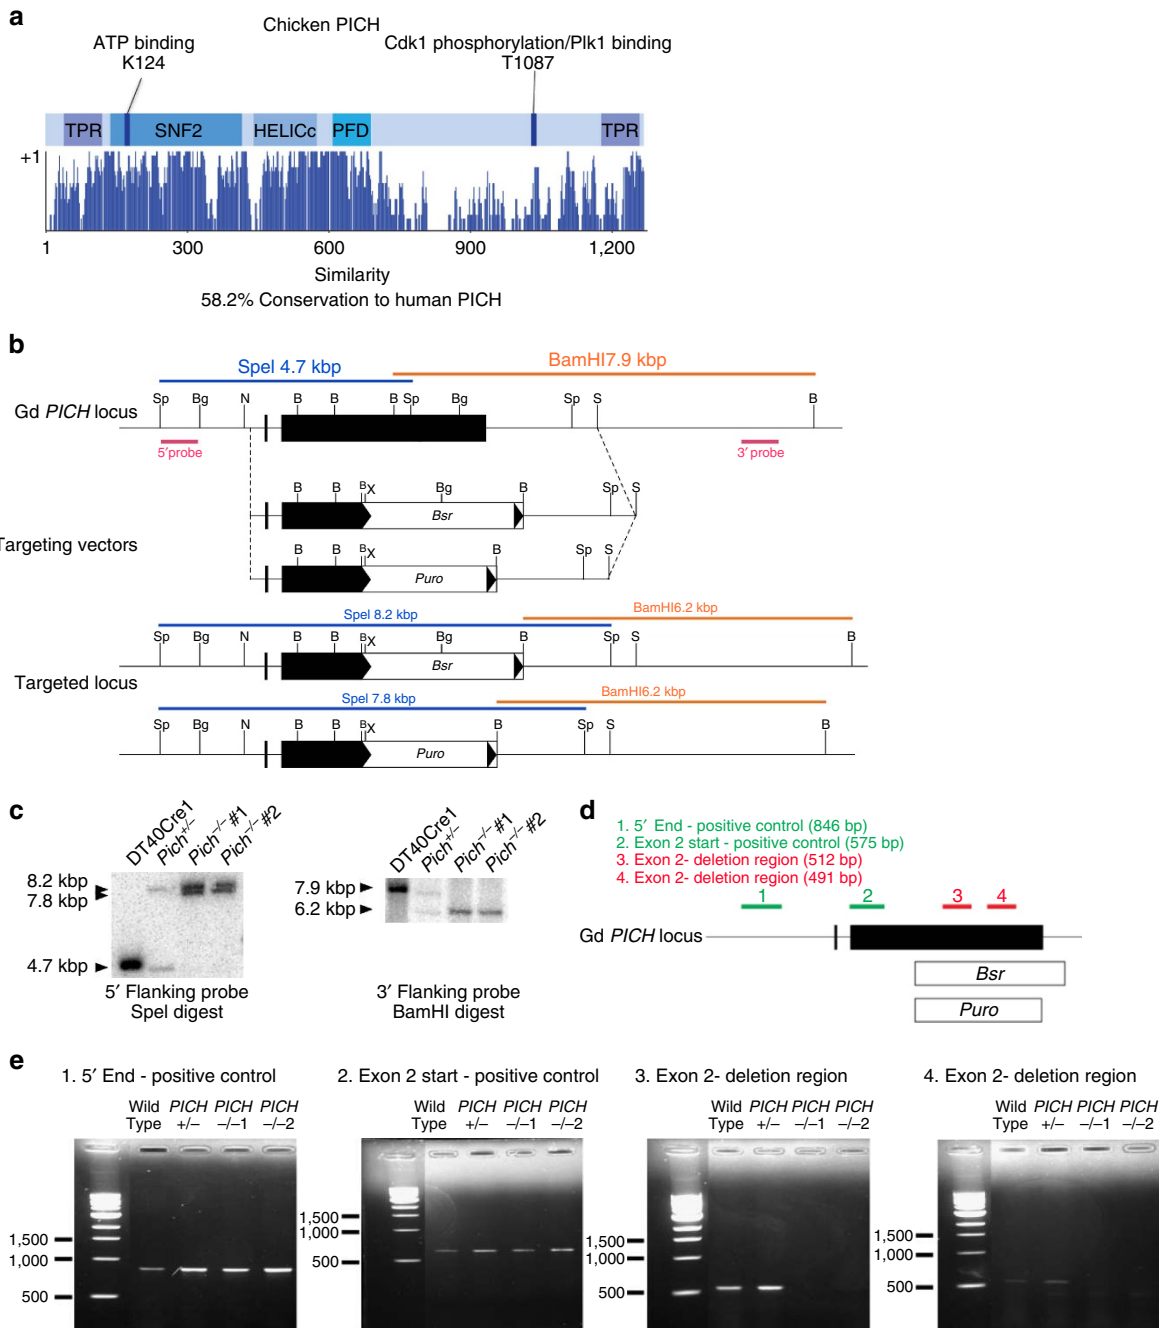 a
Chicken PICH
ATP binding
K124
Cdk1 phosphorylation/Plk1 binding
T1087
TPR SNF2 HELICc PFD TPR
+1
1 300 600 900 1,200
Similarity
58.2% Conservation to human PICH
b
SpeI 4.7 kbp BamHI7.9 kbp
Sp Bg N B B B Sp Bg Sp S B
Gd PICH locus
5′probe 3′ probe
B B B X Bg B Sp S
Bsr
Targeting vectors
B B B X B Sp S
Puro
SpeI 8.2 kbp BamHI6.2 kbp
Sp Bg N B B B X Bg B Sp S B
Bsr
Targeted locus
SpeI 7.8 kbp BamHI6.2 kbp
Sp Bg N B B B X B Sp S B
Puro
c
DT40Cre1 Pich+/– Pich–/–#1 Pich–/–#2
8.2 kbp
7.8 kbp
4.7 kbp
5′ Flanking probe
SpeI digest
DT40Cre1 Pich+/– Pich–/–#1 Pich–/–#2
7.9 kbp
6.2 kbp
3′ Flanking probe
BamHI digest
d
1. 5′ End - positive control (846 bp)
2. Exon 2 start - positive control (575 bp)
3. Exon 2- deletion region (512 bp)
4. Exon 2- deletion region (491 bp)
1 2 3 4
Gd PICH locus
Bsr
Puro
e
1. 5′ End - positive control
Wild PICH PICH PICH
Type +/– –/–1 –/–2
1,500
1,000
500
2. Exon 2 start - positive control
Wild PICH PICH PICH
Type +/– –/–1 –/–2
1,500
1,000
500
3. Exon 2- deletion region
Wild PICH PICH PICH
Type +/– –/–1 –/–2
1,500
1,000
500
4. Exon 2- deletion region
Wild PICH PICH PICH
Type +/– –/–1 –/–2
1,500
1,000
500